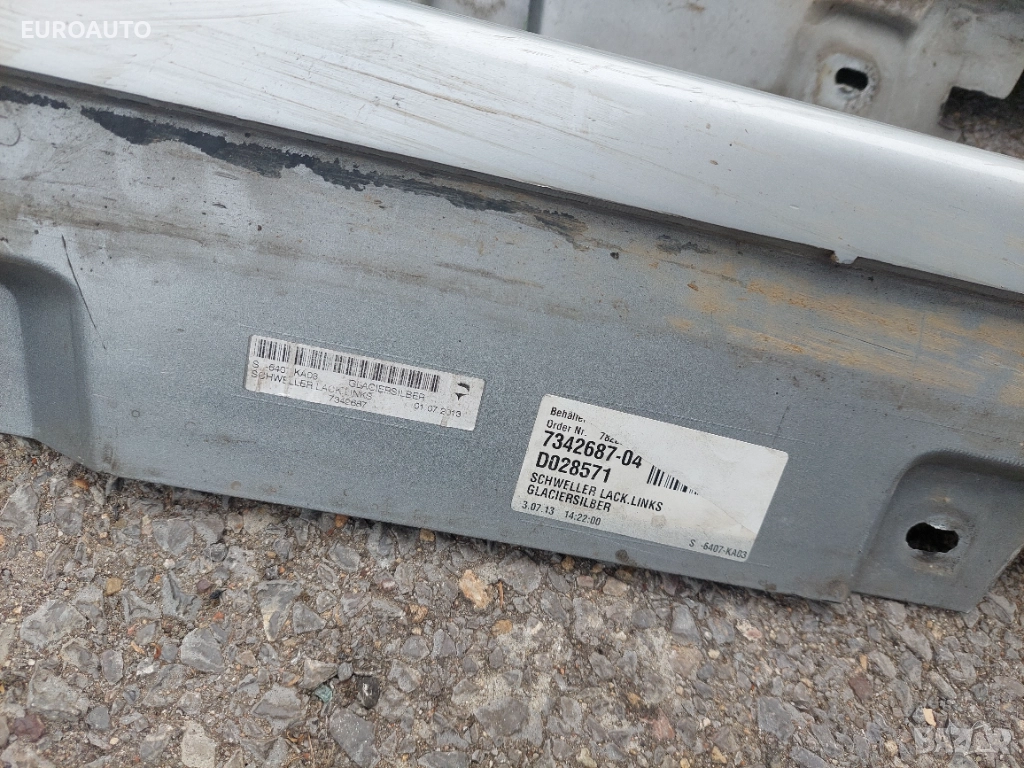 EUROAUTO
S -6407-KA03 GLACIERSILBER
SCHWELLER LACK.LINKS
7342687 01.07.2013
Order Nr.
7342687-04
D028571
SCHWELLER LACK.LINKS
GLACIERSILBER
3.07.13 14:22:00
S -6407-KA03
BAZAR